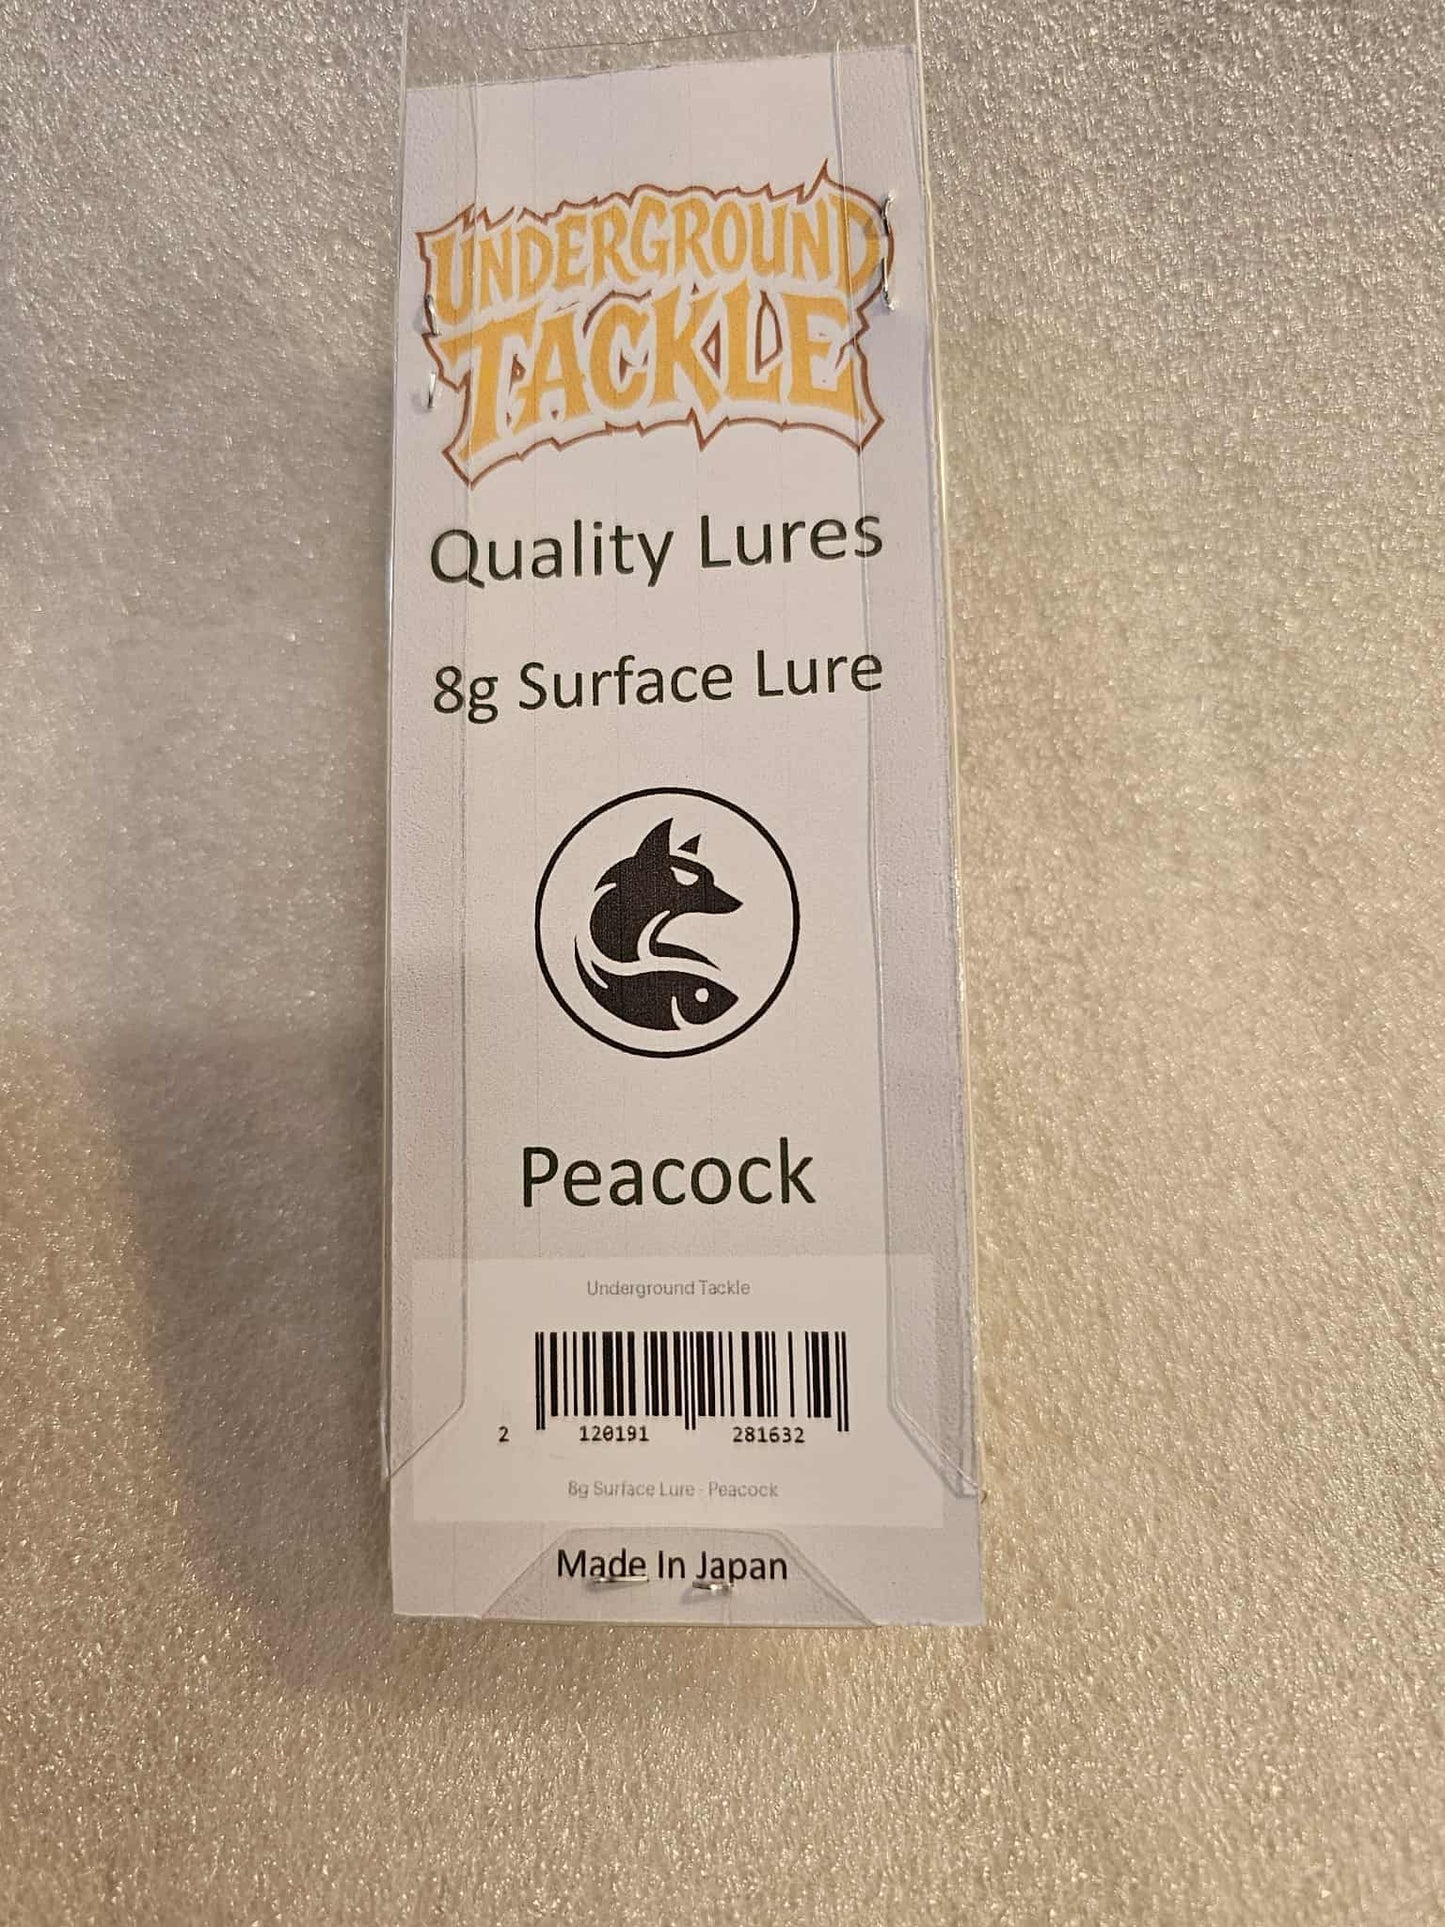 UNDERGROUND
TACKLE
Quality Lures
8g Surface Lure
Peacock
Underground Tackle
2 120191 281632
8g Surface Lure - Peacock
Made In Japan